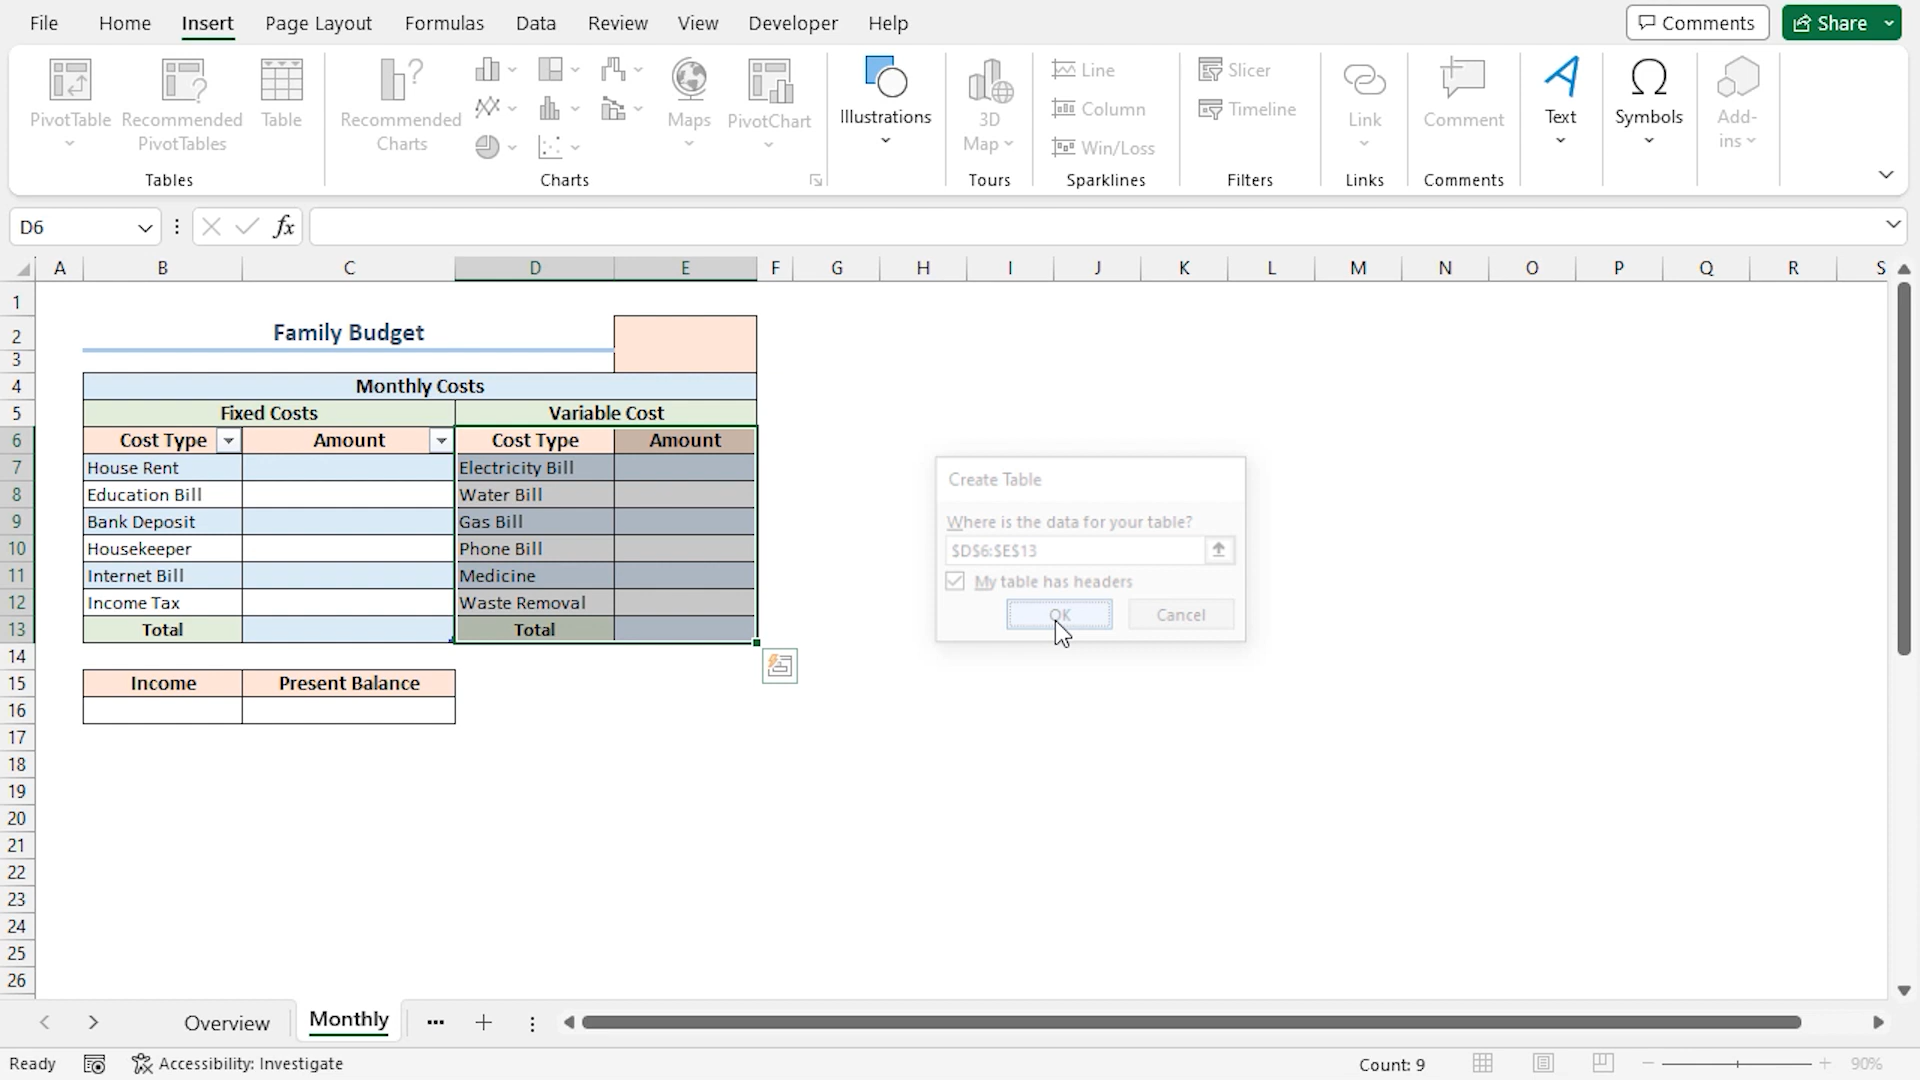 File Home Insert Page Layout Formulas Data Review View Developer Help Comments Share
PivotTable Recommended PivotTables Table
Tables
Recommended Charts Maps PivotChart
Charts
Illustrations
3D Map
Tours
Line
Column
Win/Loss
Sparklines
Slicer
Timeline
Filters
Link
Links
Comment
Comments
Text
Symbols
Add-ins
D6 fx
A B C D E F G H I J K L M N O P Q R S
1
2 Family Budget
3
4 Monthly Costs
5 Fixed Costs Variable Cost
6 Cost Type Amount Cost Type Amount
7 House Rent Electricity Bill
8 Education Bill Water Bill
9 Bank Deposit Gas Bill
10 Housekeeper Phone Bill
11 Internet Bill Medicine
12 Income Tax Waste Removal
13 Total Total
14
15 Income Present Balance
16
17
18
19
20
21
22
23
24
25
26
Create Table
Where is the data for your table?
$D$6:$E$13
My table has headers
OK Cancel
Overview Monthly ...
Ready Accessibility: Investigate Count: 9 90%